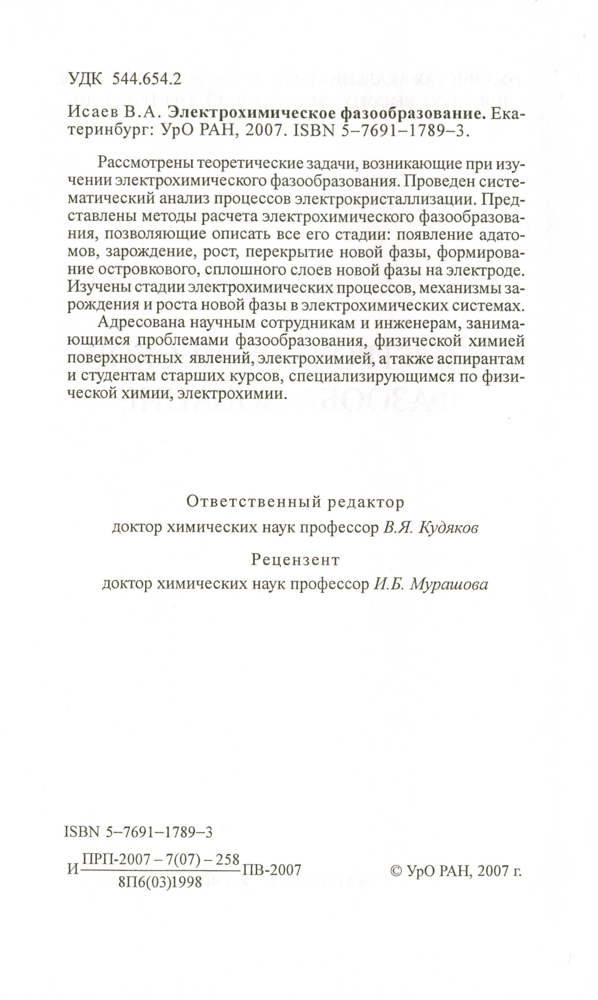 УДК 544.654.2
Исаев В.А. Электрохимическое фазообразование. Ека-
теринбург: УрО РАН, 2007. ISBN 5–7691–1789–3.
Рассмотрены теоретические задачи, возникающие при изу-
чении электрохимического фазообразования. Проведен систе-
матический анализ процессов электрокристаллизации. Пред-
ставлены методы расчета электрохимического фазообразова-
ния, позволяющие описать все его стадии: появление адато-
мов, зарождение, рост, перекрытие новой фазы, формирова-
ние островкового, сплошного слоев новой фазы на электроде.
Изучены стадии электрохимических процессов, механизмы за-
рождения и роста новой фазы в электрохимических системах.
Адресована научным сотрудникам и инженерам, занима-
ющимся проблемами фазообразования, физической химией
поверхностных явлений, электрохимией, а также аспирантам
и студентам старших курсов, специализирующимся по физи-
ческой химии, электрохимии.
Ответственный редактор
доктор химических наук профессор В.Я. Кудяков
Рецензент
доктор химических наук профессор И.Б. Мурашова
ISBN 5–7691–1789–3
И ПРП-2007 – 7(07) – 258 ПВ-2007
8П6(03)1998
© УрО РАН, 2007 г.